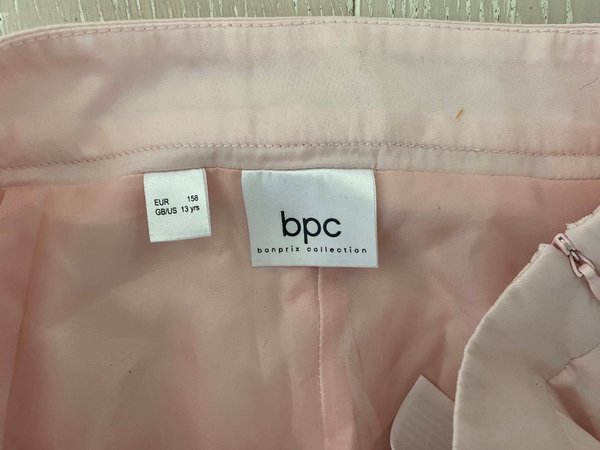 EUR 158
GB/US 13 yrs
bpc
bonprix collection